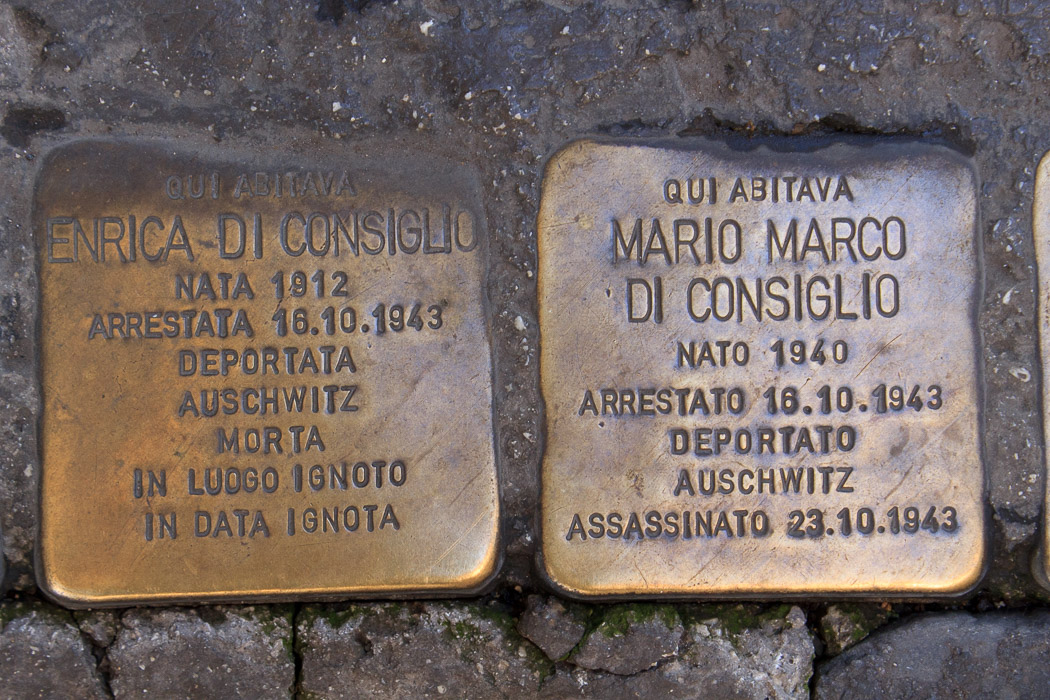 QUI ABITAVA
ENRICA DI CONSIGLIO
NATA 1912
ARRESTATA 16.10.1943
DEPORTATA
AUSCHWITZ
MORTA
IN LUOGO IGNOTO
IN DATA IGNOTA
QUI ABITAVA
MARIO MARCO
DI CONSIGLIO
NATO 1940
ARRESTATO 16.10.1943
DEPORTATO
AUSCHWITZ
ASSASSINATO 23.10.1943